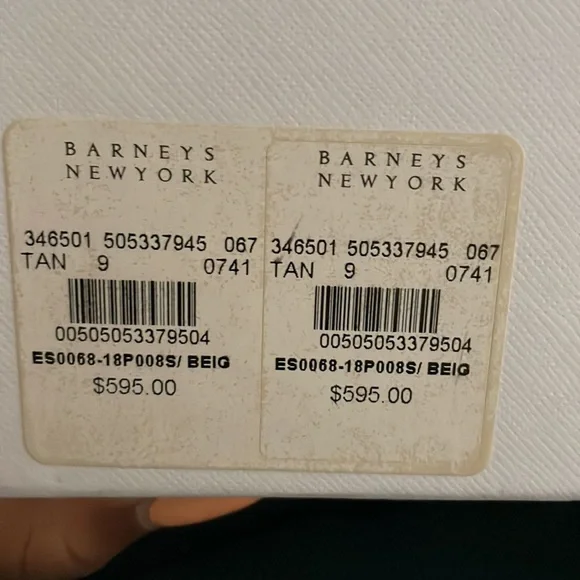 BARNEYS
NEWYORK
346501 505337945 067
TAN 9 0741
00505053379504
ES0068-18P008S/ BEIG
$595.00
BARNEYS
NEWYORK
346501 505337945 067
TAN 9 0741
00505053379504
ES0068-18P008S/ BEIG
$595.00